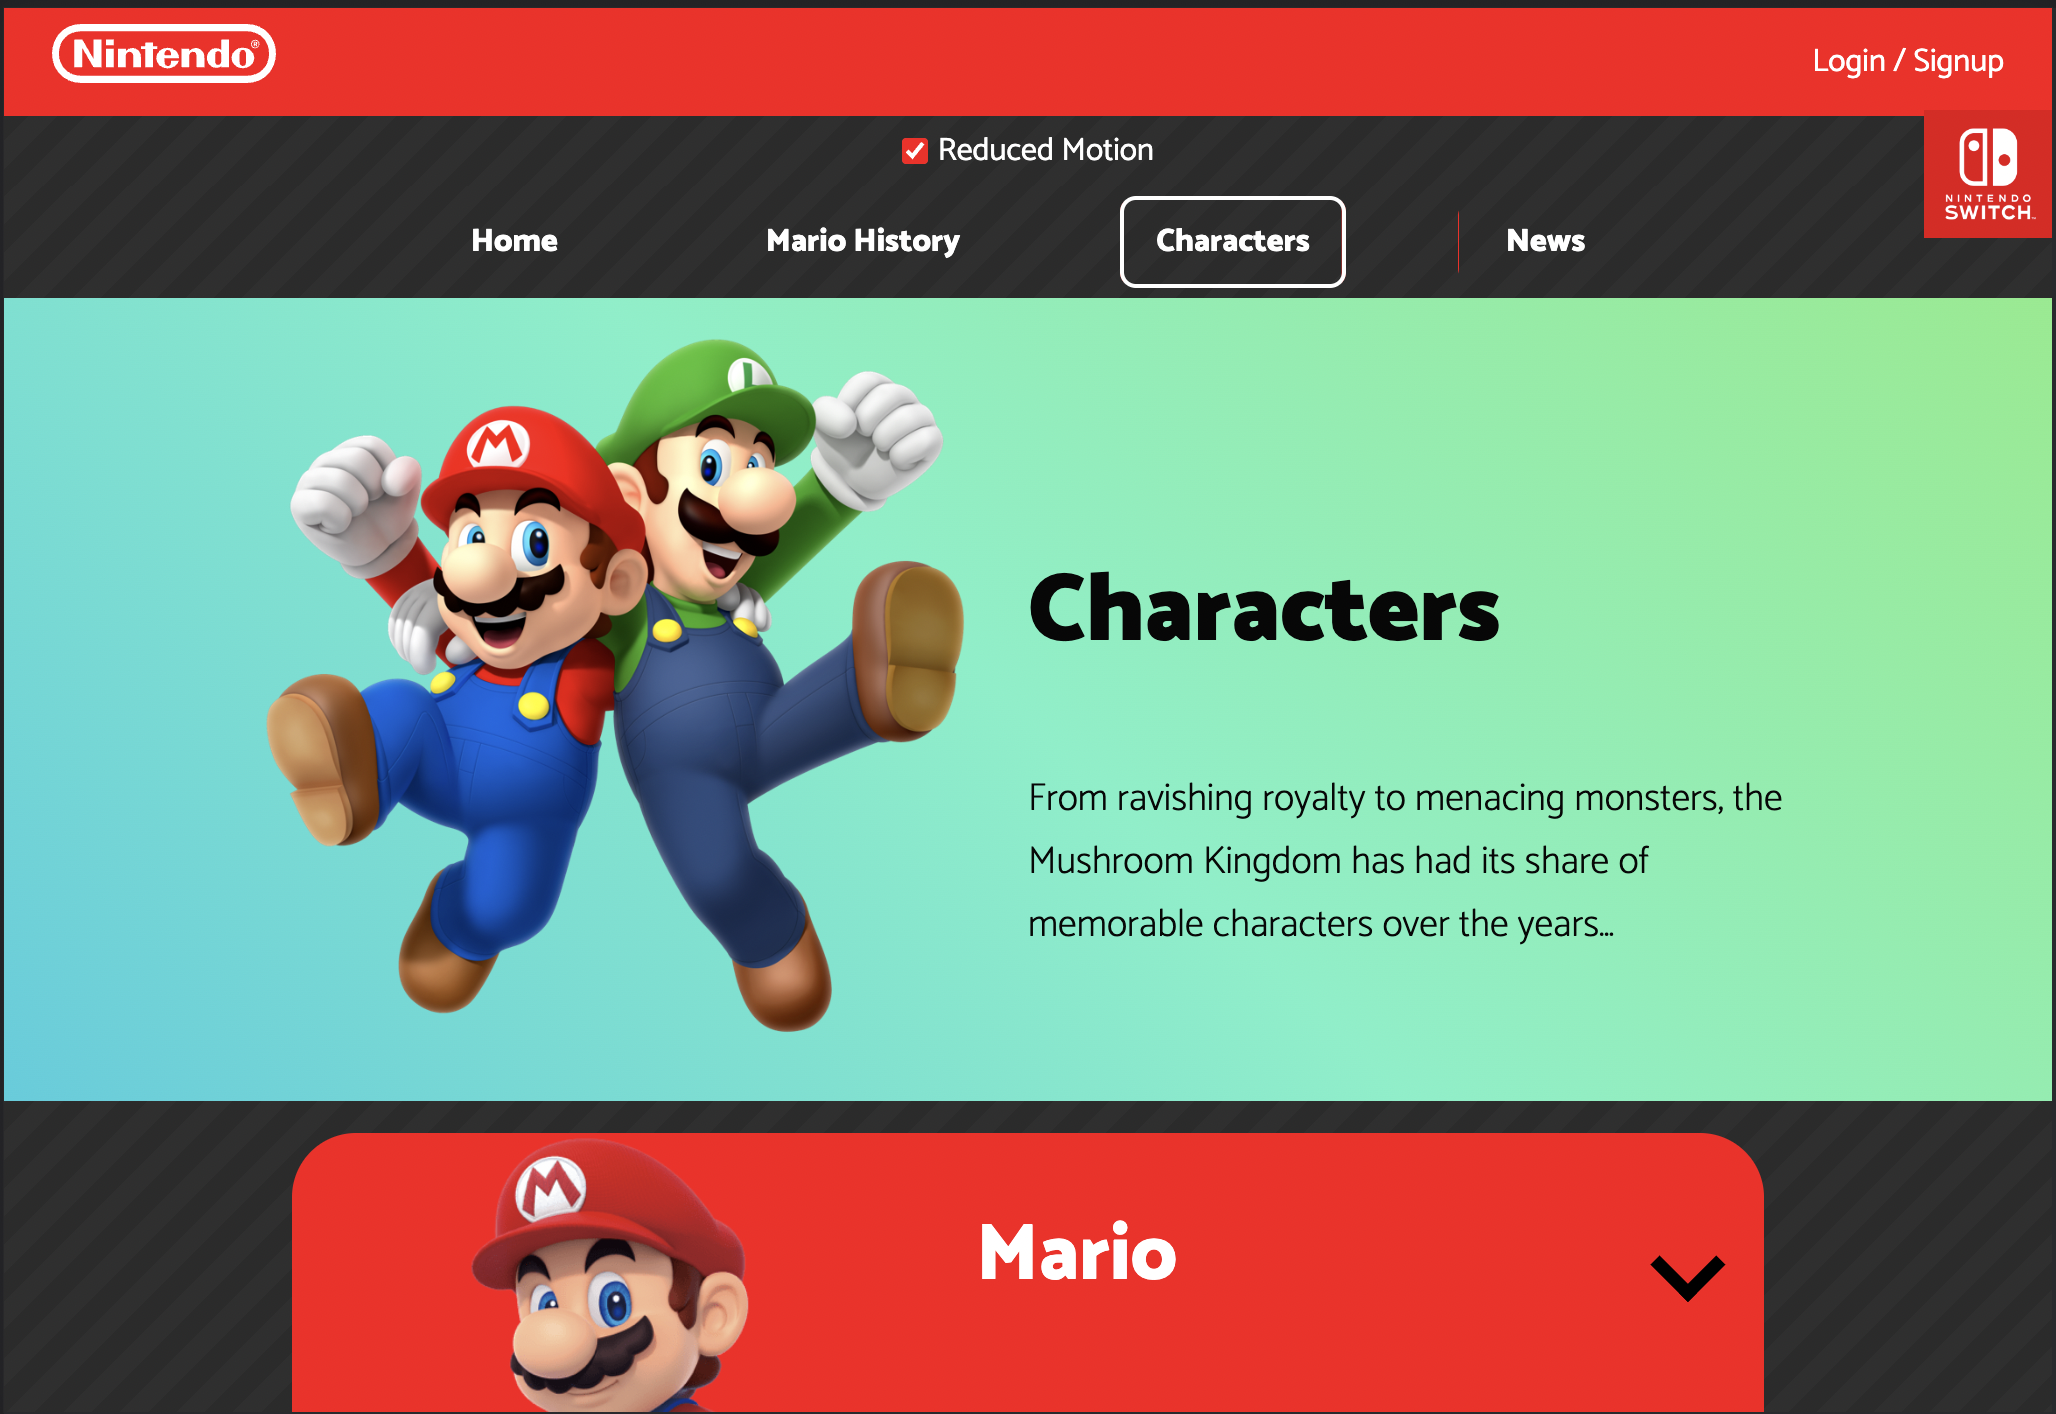 Nintendo®
Login / Signup
Reduced Motion
NINTENDO
SWITCH™
Home
Mario History
Characters
News
M
L
Characters
From ravishing royalty to menacing monsters, the
Mushroom Kingdom has had its share of
memorable characters over the years...
M
Mario